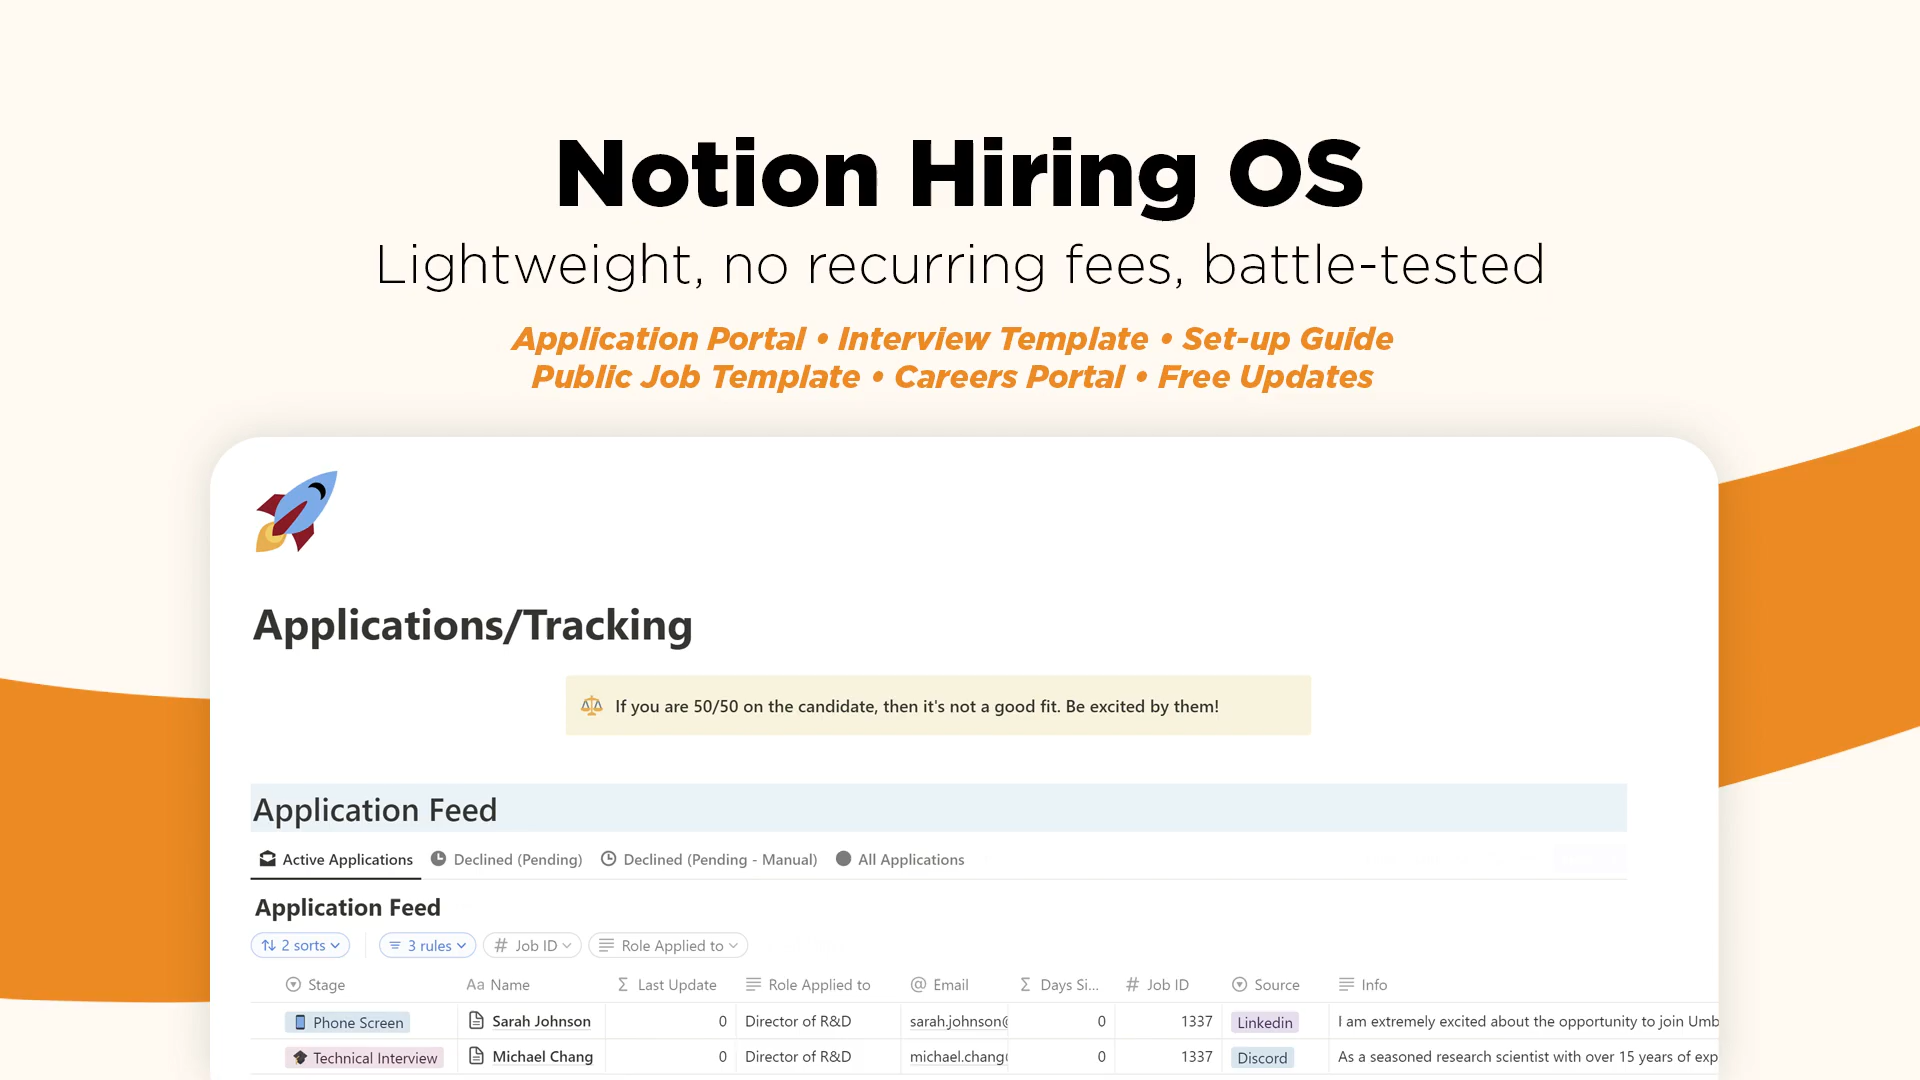 Notion Hiring OS
Lightweight, no recurring fees, battle-tested
Application Portal • Interview Template • Set-up Guide
Public Job Template • Careers Portal • Free Updates
Applications/Tracking
If you are 50/50 on the candidate, then it's not a good fit. Be excited by them!
Application Feed
Active Applications Declined (Pending) Declined (Pending - Manual) All Applications
Application Feed
2 sorts 3 rules # Job ID Role Applied to
Stage Aa Name Σ Last Update Role Applied to @ Email Σ Days Si... # Job ID Source Info
Phone Screen Sarah Johnson 0 Director of R&D sarah.johnson@ 0 1337 Linkedin I am extremely excited about the opportunity to join Umb
Technical Interview Michael Chang 0 Director of R&D michael.chang 0 1337 Discord As a seasoned research scientist with over 15 years of exp